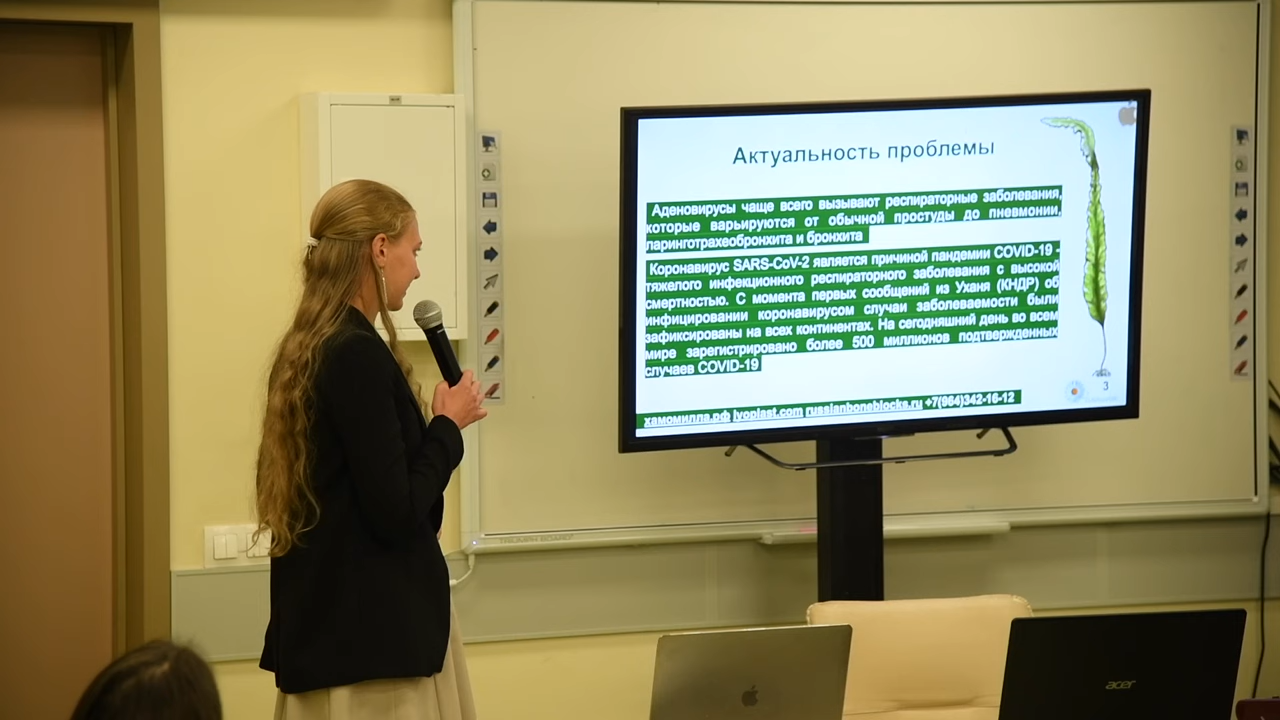 Актуальность проблемы
Аденовирусы чаще всего вызывают респираторные заболевания,
которые варьируются от обычной простуды до пневмонии,
ларинготрахеобронхита и бронхита
Коронавирус SARS-CoV-2 является причиной пандемии COVID-19 -
тяжелого инфекционного респираторного заболевания с высокой
смертностью. С момента первых сообщений из Уханя (КНДР) об
инфицировании коронавирусом случаи заболеваемости были
зафиксированы на всех континентах. На сегодняшний день во всем
мире зарегистрировано более 500 миллионов подтвержденных
случаев COVID-19
3
хамомилла.рф lyoplast.com russianboneblocks.ru +7(964)342-16-12
TRIUMPH BOARD
acer